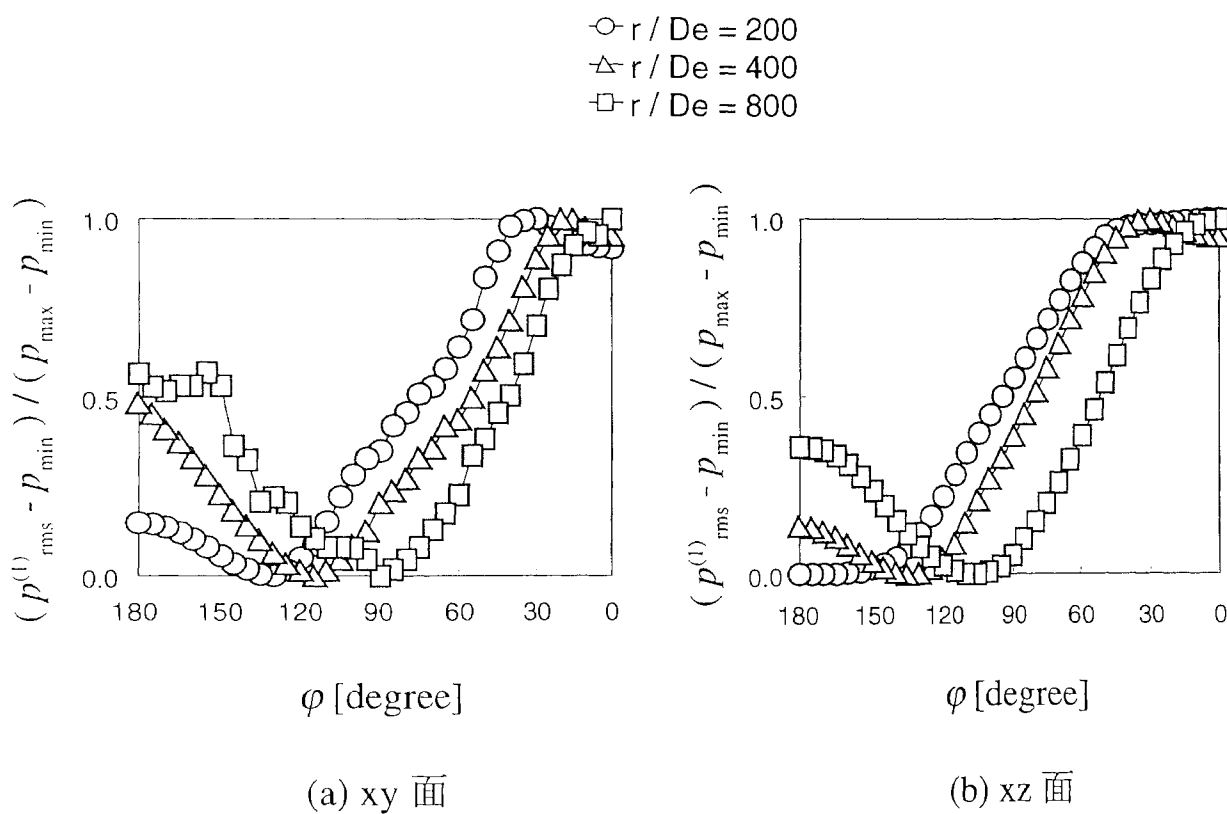 r / De = 200
r / De = 400
r / De = 800
( p^(1)_rms - p_min ) / ( p_max - p_min )
1.0
0.5
0.0
180 150 120 90 60 30 0
φ [degree]
(a) xy 面
( p^(1)_rms - p_min ) / ( p_max - p_min )
1.0
0.5
0.0
180 150 120 90 60 30 0
φ [degree]
(b) xz 面